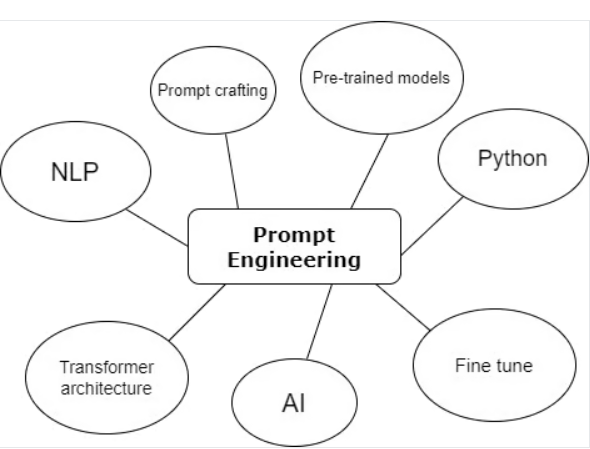 Prompt crafting
Pre-trained models
NLP
Python
Prompt
Engineering
Transformer
architecture
AI
Fine tune